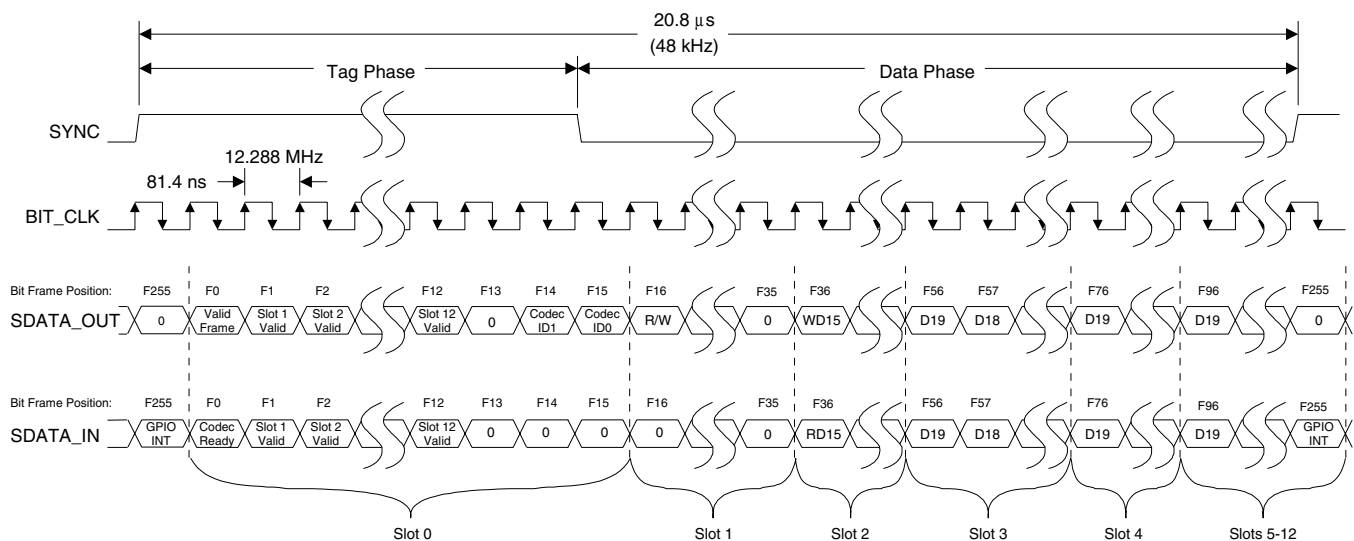 20.8 µs
(48 kHz)
Tag Phase
Data Phase
SYNC
12.288 MHz
81.4 ns
BIT_CLK
Bit Frame Position: F255 F0 F1 F2 F12 F13 F14 F15 F16 F35 F36 F56 F57 F76 F96 F255
SDATA_OUT 0 Valid Frame Slot 1 Valid Slot 2 Valid Slot 12 Valid 0 Codec ID1 Codec ID0 R/W 0 WD15 D19 D18 D19 D19 0
Bit Frame Position: F255 F0 F1 F2 F12 F13 F14 F15 F16 F35 F36 F56 F57 F76 F96 F255
SDATA_IN GPIO INT Codec Ready Slot 1 Valid Slot 2 Valid Slot 12 Valid 0 0 0 0 0 RD15 D19 D18 D19 D19 GPIO INT
Slot 0 Slot 1 Slot 2 Slot 3 Slot 4 Slots 5-12